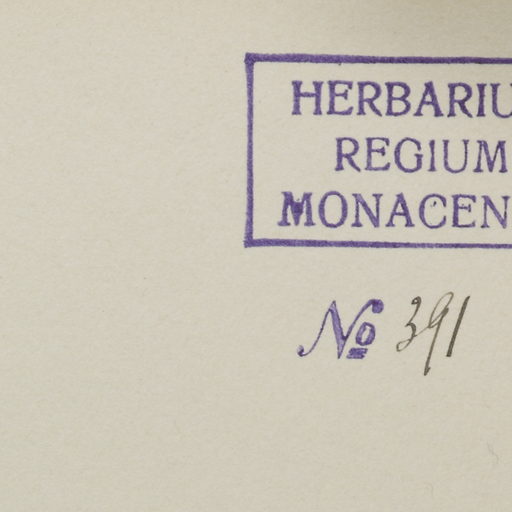 HERBARIU
REGIUM
MONACEN
No 391